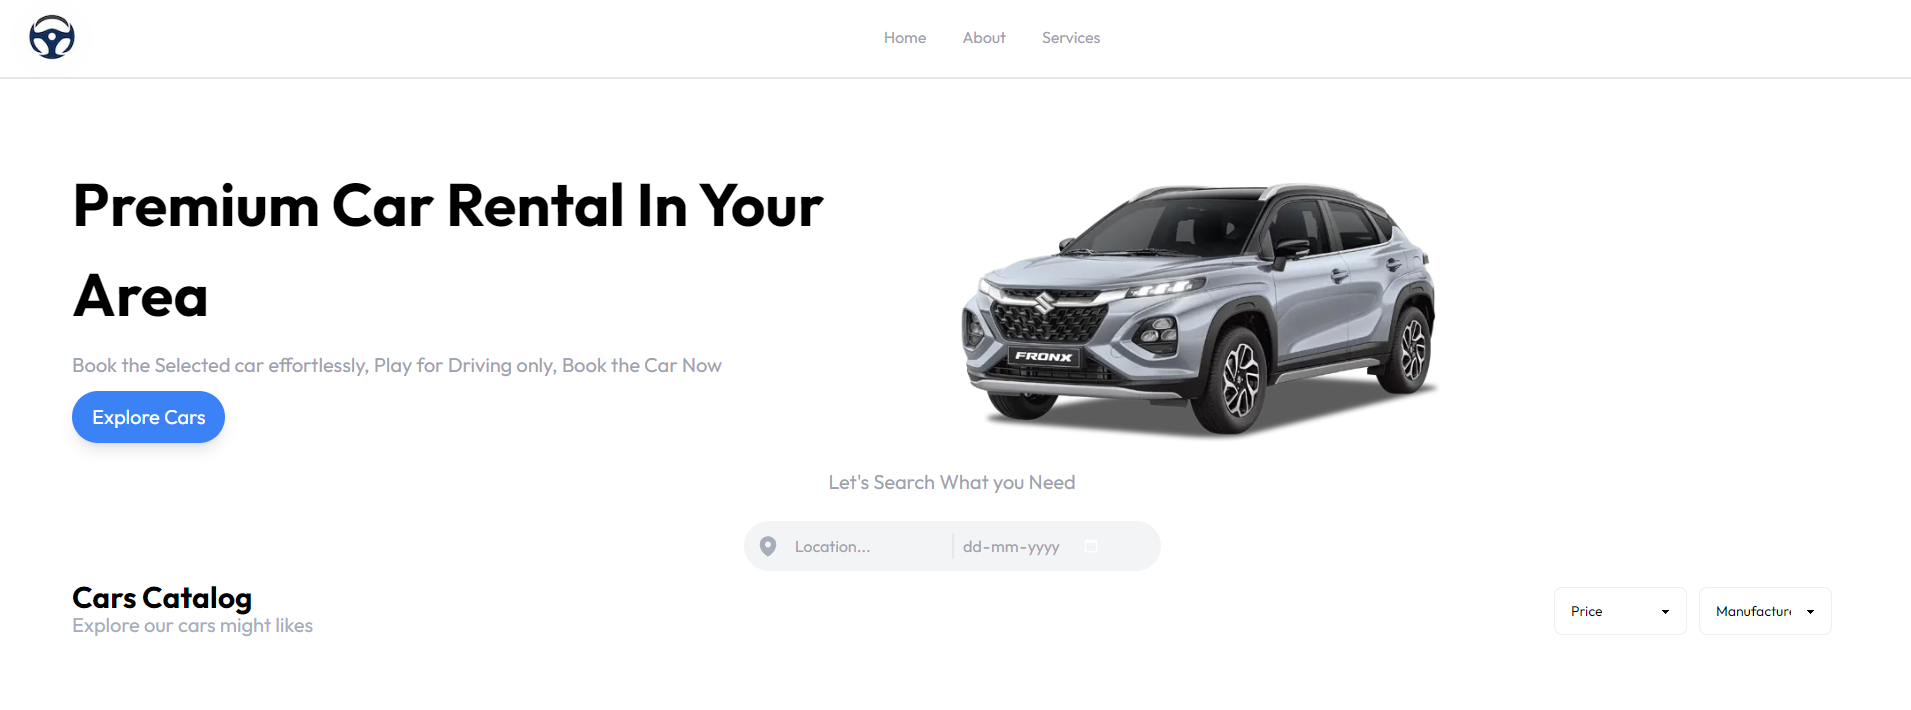 Home About Services
Premium Car Rental In Your
Area
Book the Selected car effortlessly, Play for Driving only, Book the Car Now
Explore Cars
FRONX
Let's Search What you Need
Location... dd-mm-yyyy
Cars Catalog
Explore our cars might likes
Price
Manufacture